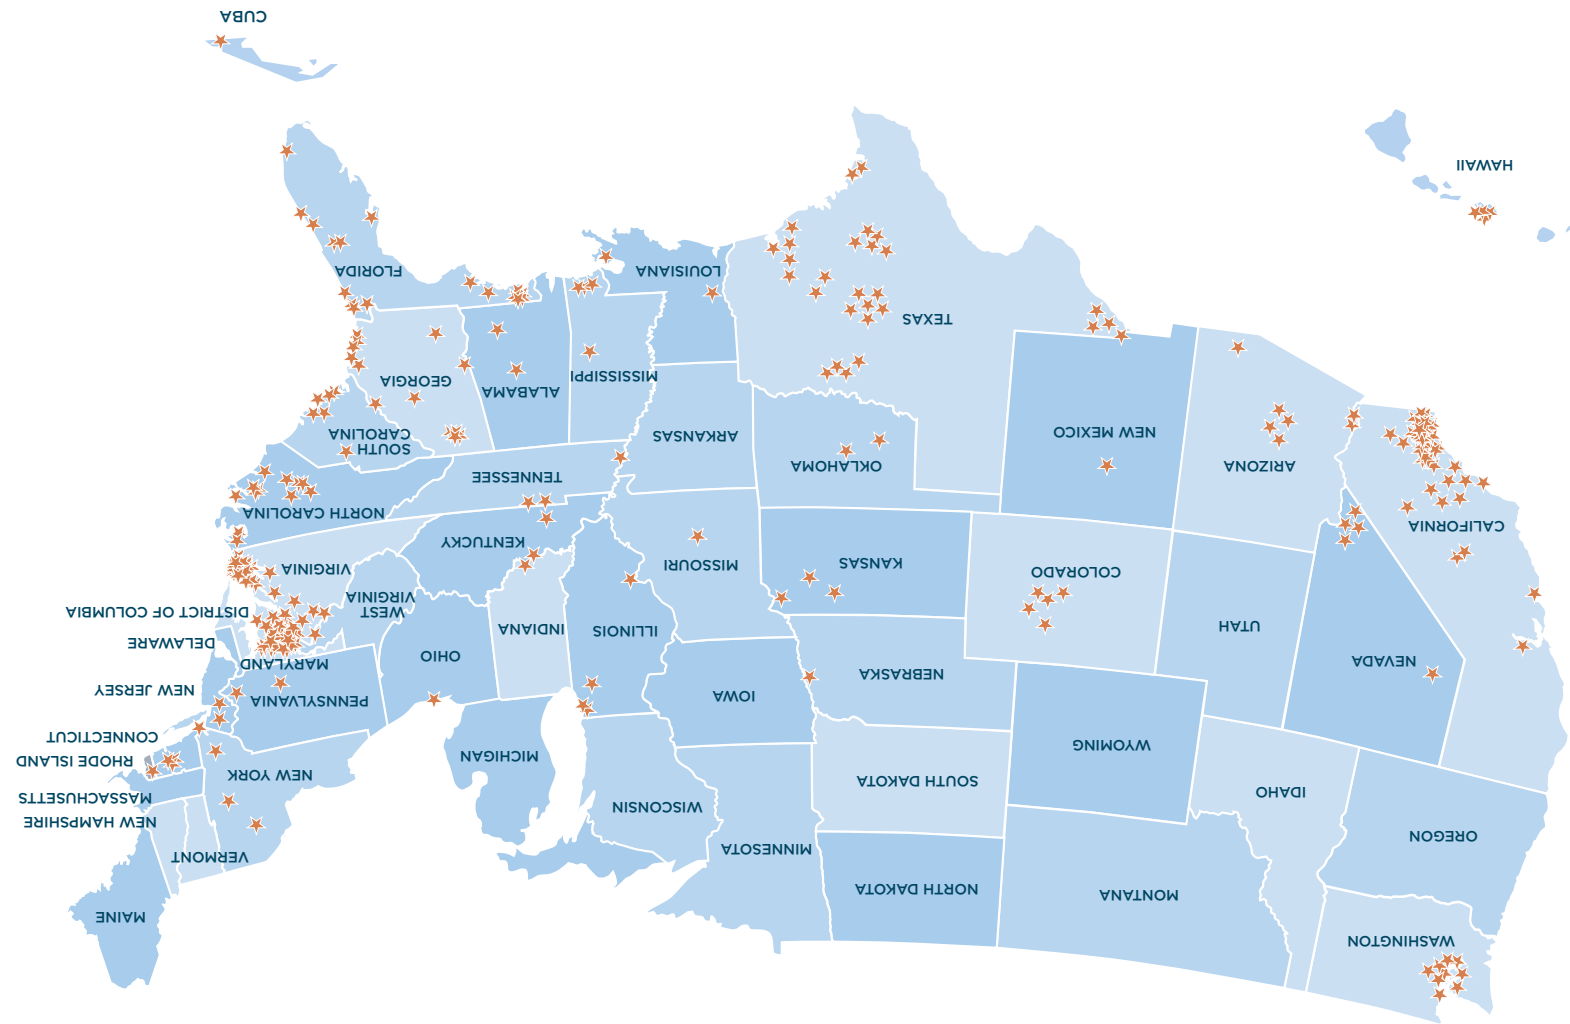 WASHINGTON
MAINE
MONTANA
NORTH DAKOTA
VERMONT
MINNESOTA
OREGON
NEW HAMPSHIRE
IDAHO
WISCONSIN
MASSACHUSETTS
SOUTH DAKOTA
NEW YORK
RHODE ISLAND
MICHIGAN
WYOMING
CONNECTICUT
PENNSYLVANIA
IOWA
NEW JERSEY
NEBRASKA
MARYLAND
NEVADA
OHIO
DELAWARE
ILLINOIS
INDIANA
UTAH
DISTRICT OF COLUMBIA
WEST
VIRGINIA
COLORADO
VIRGINIA
MISSOURI
KANSAS
KENTUCKY
CALIFORNIA
NORTH CAROLINA
TENNESSEE
OKLAHOMA
ARIZONA
SOUTH
CAROLINA
ARKANSAS
NEW MEXICO
ALABAMA
GEORGIA
MISSISSIPPI
TEXAS
LOUISIANA
FLORIDA
HAWAII
CUBA